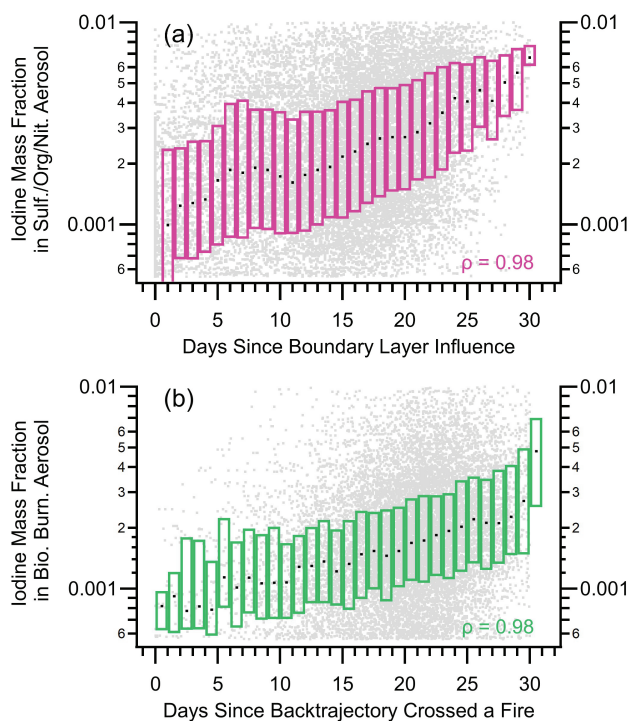 (a)
0.01
6
5
4
3
2
0.001
6
0.01
6
5
4
3
2
0.001
6
Iodine Mass Fraction
in Sulf./Org/Nit. Aerosol
ρ = 0.98
0 5 10 15 20 25 30
Days Since Boundary Layer Influence
(b)
0.01
6
5
4
3
2
0.001
6
0.01
6
5
4
3
2
0.001
6
Iodine Mass Fraction
in Bio. Burn. Aerosol
ρ = 0.98
0 5 10 15 20 25 30
Days Since Backtrajectory Crossed a Fire